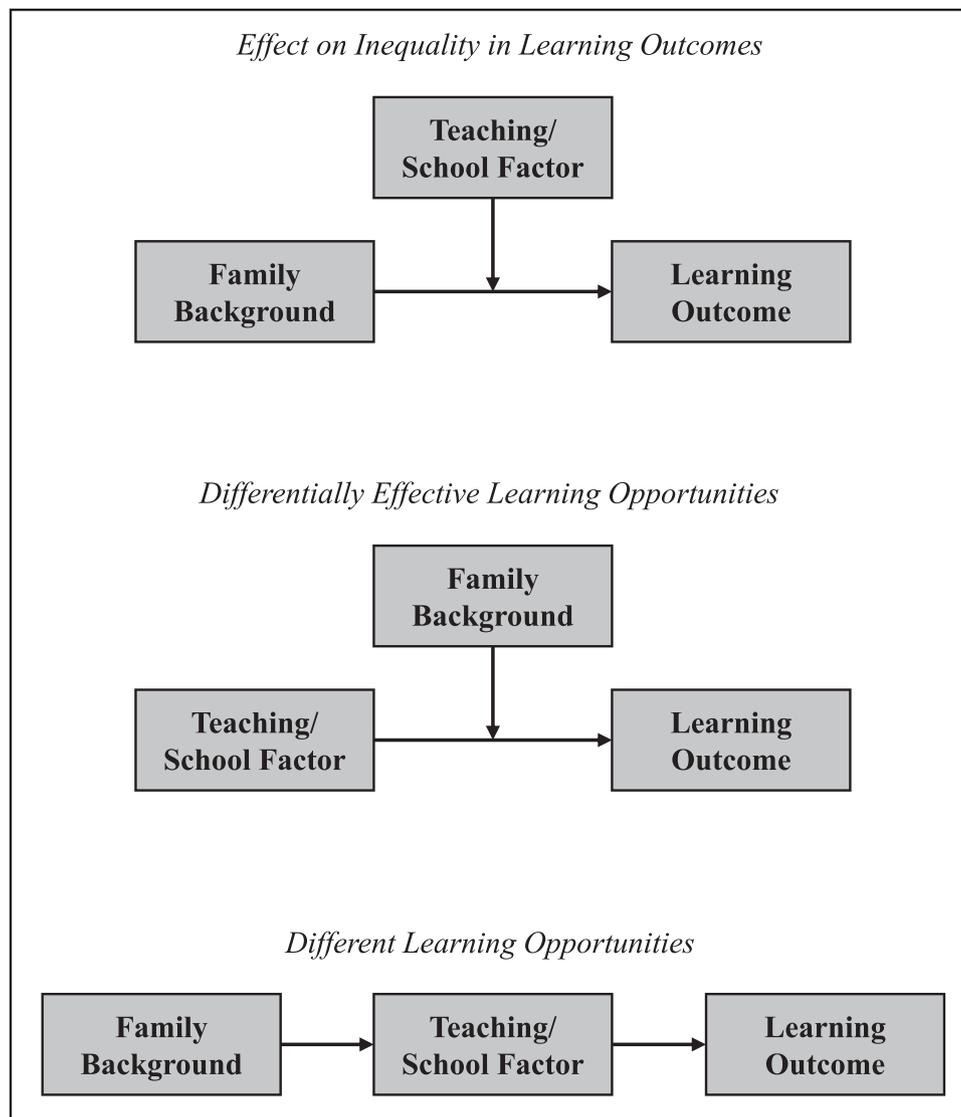 Effect on Inequality in Learning Outcomes
Teaching/
School Factor
Family
Background
Learning
Outcome
Differentially Effective Learning Opportunities
Family
Background
Teaching/
School Factor
Learning
Outcome
Different Learning Opportunities
Family
Background
Teaching/
School Factor
Learning
Outcome